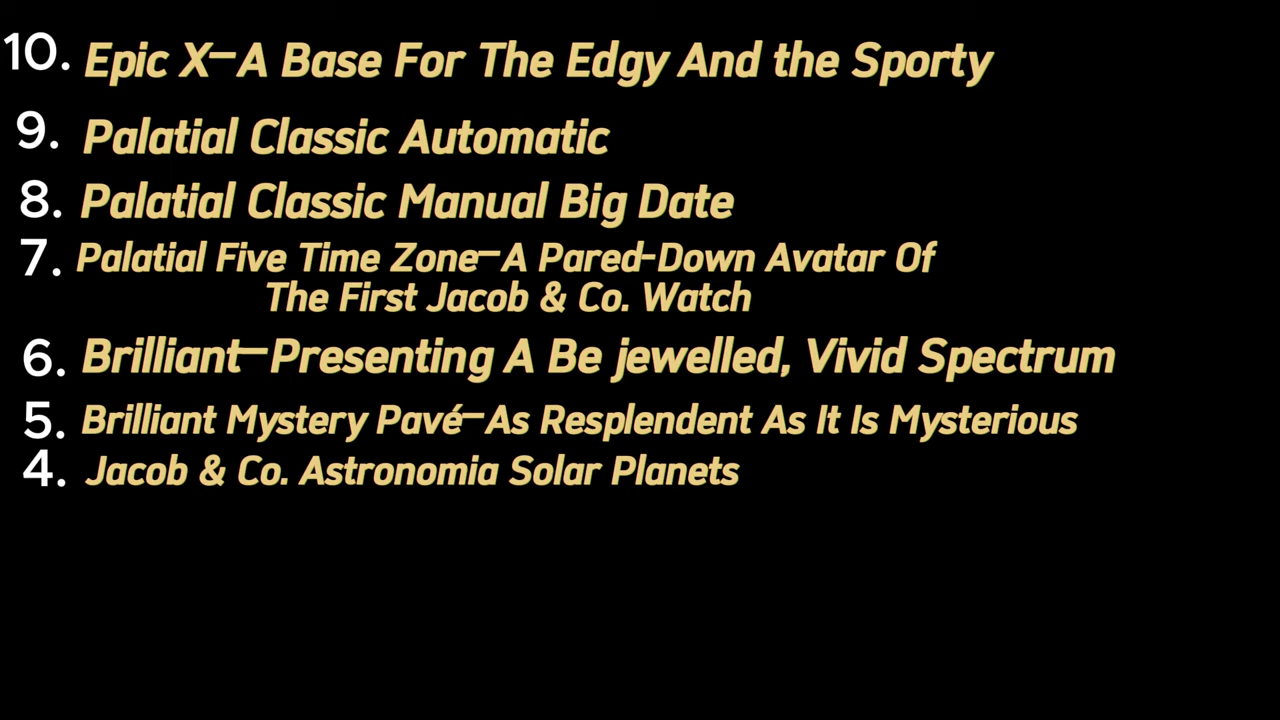 10. Epic X–A Base For The Edgy And the Sporty
9. Palatial Classic Automatic
8. Palatial Classic Manual Big Date
7. Palatial Five Time Zone–A Pared-Down Avatar Of
The First Jacob & Co. Watch
6. Brilliant–Presenting A Be jewelled, Vivid Spectrum
5. Brilliant Mystery Pavé–As Resplendent As It Is Mysterious
4. Jacob & Co. Astronomia Solar Planets